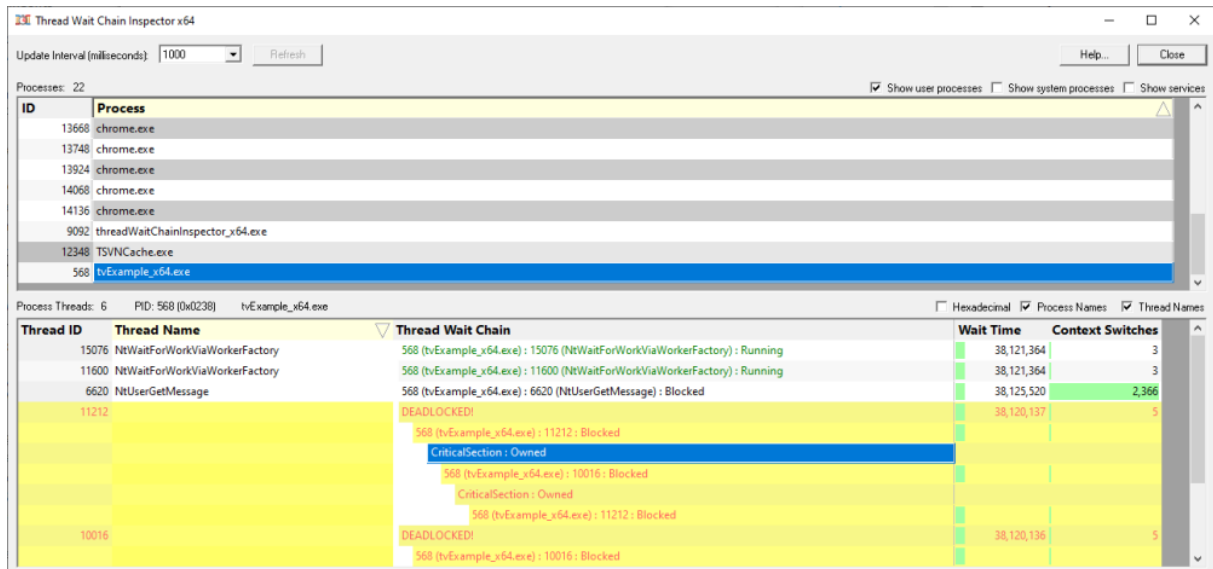 Thread Wait Chain Inspector x64
Update Interval (milliseconds): 1000 Refresh Help... Close
Processes: 22 Show user processes Show system processes Show services
ID Process
13668 chrome.exe
13748 chrome.exe
13924 chrome.exe
14068 chrome.exe
14136 chrome.exe
9092 threadWaitChainInspector_x64.exe
12348 TSVNCache.exe
568 tvExample_x64.exe
Process Threads: 6 PID: 568 (0x0238) tvExample_x64.exe Hexadecimal Process Names Thread Names
Thread ID Thread Name Thread Wait Chain Wait Time Context Switches
15076 NtWaitForWorkViaWorkerFactory 568 (tvExample_x64.exe) : 15076 (NtWaitForWorkViaWorkerFactory) : Running 38,121,364 3
11600 NtWaitForWorkViaWorkerFactory 568 (tvExample_x64.exe) : 11600 (NtWaitForWorkViaWorkerFactory) : Running 38,121,364 3
6620 NtUserGetMessage 568 (tvExample_x64.exe) : 6620 (NtUserGetMessage) : Blocked 38,125,520 2,366
11212 DEADLOCKED! 38,120,137 5
568 (tvExample_x64.exe) : 11212 : Blocked
CriticalSection : Owned
568 (tvExample_x64.exe) : 10016 : Blocked
CriticalSection : Owned
568 (tvExample_x64.exe) : 11212 : Blocked
10016 DEADLOCKED! 38,120,136 5
568 (tvExample_x64.exe) : 10016 : Blocked